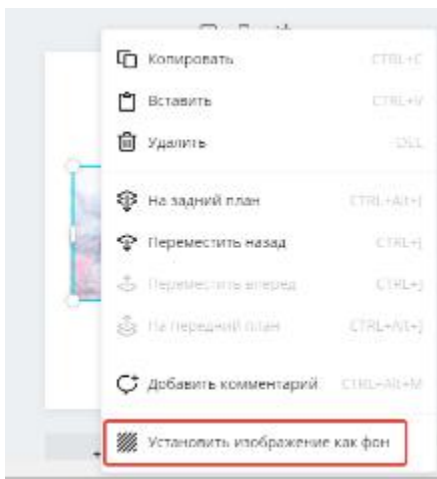 Копировать CTRL+C
Вставить CTRL+V
Удалить DEL
На задний план CTRL+Alt+[
Переместить назад CTRL+[
Переместить вперед CTRL+]
На передний план CTRL+Alt+]
Добавить комментарий CTRL+Alt+M
Установить изображение как фон